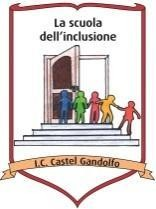 La scuola
dell'inclusione
I.C. Castel Gandolfo